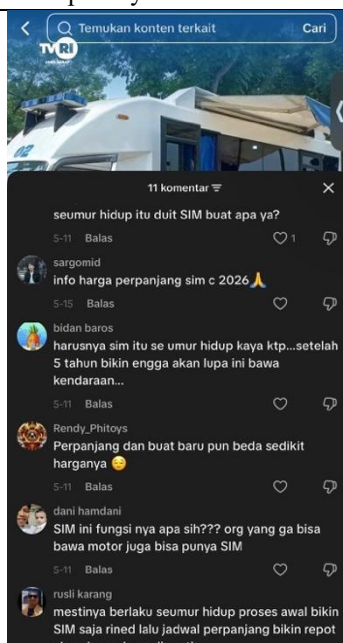 Temukan konten terkait
Cari
TVRI
JAWA BARAT
02
11 komentar
seumur hidup itu duit SIM buat apa ya?
5-11 Balas
1
sargomid
info harga perpanjang sim c 2026🙏
5-15 Balas
bidan baros
harusnya sim itu se umur hidup kaya ktp...setelah
5 tahun bikin engga akan lupa ini bawa
kendaraan...
5-11 Balas
Rendy_Phitoys
Perpanjang dan buat baru pun beda sedikit
harganya 😌
5-11 Balas
dani hamdani
SIM ini fungsi nya apa sih??? org yang ga bisa
bawa motor juga bisa punya SIM
5-11 Balas
rusli karang
mestinya berlaku seumur hidup proses awal bikin
SIM saja rined lalu jadwal perpanjang bikin repot